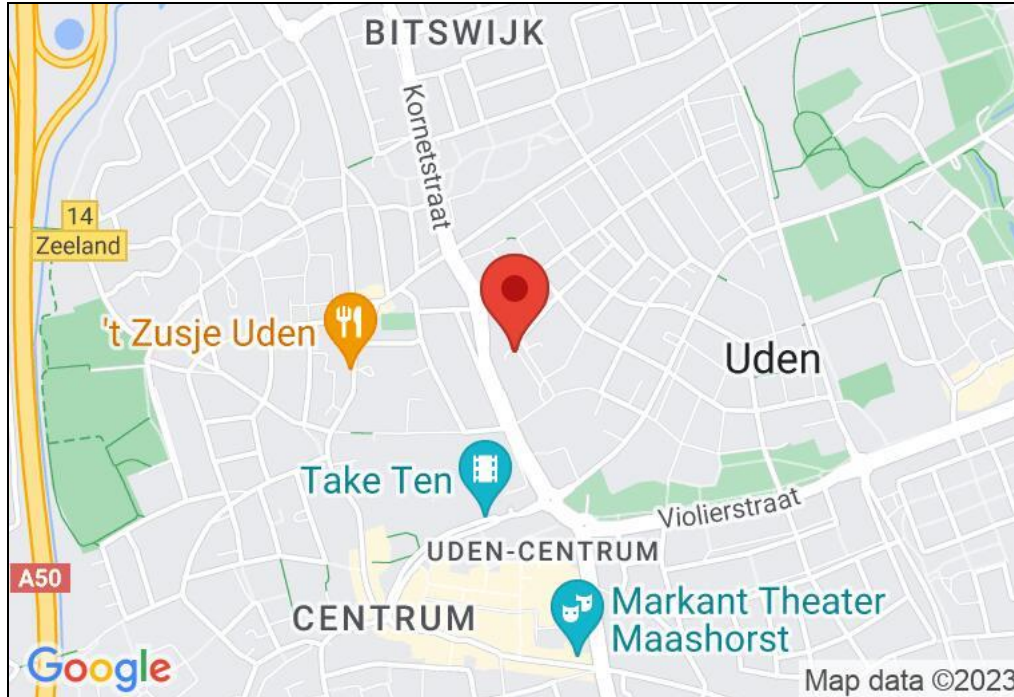 BITSWIJK
Kornetstraat
14
Zeeland
't Zusje Uden
Uden
Take Ten
Violierstraat
UDEN-CENTRUM
A50
CENTRUM
Markant Theater
Maashorst
Google
Map data ©2023